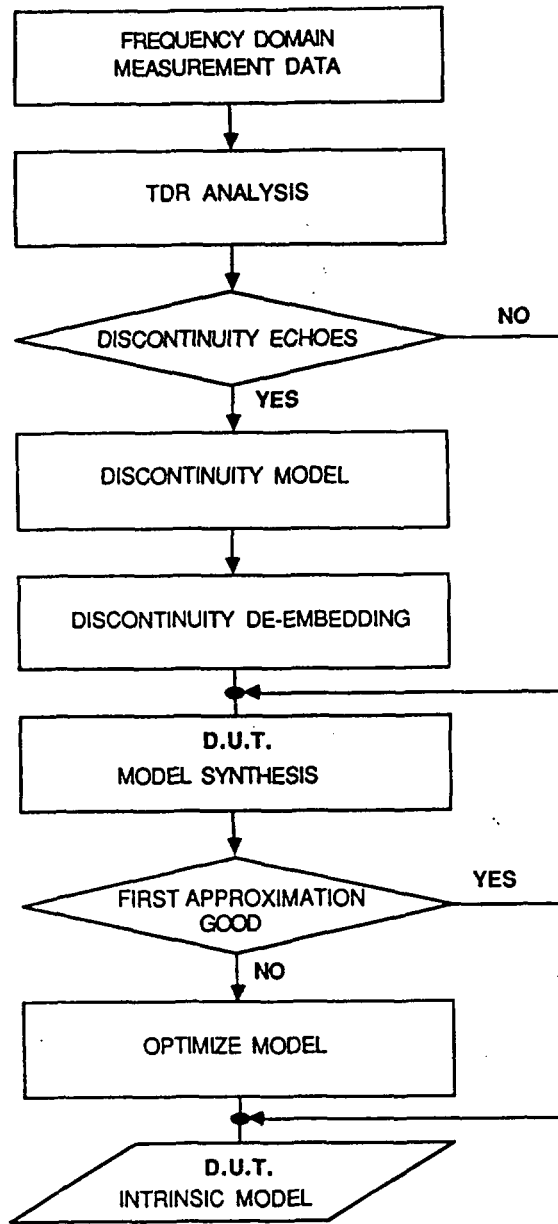 FREQUENCY DOMAIN
MEASUREMENT DATA
TDR ANALYSIS
DISCONTINUITY ECHOES
NO
YES
DISCONTINUITY MODEL
DISCONTINUITY DE-EMBEDDING
D.U.T.
MODEL SYNTHESIS
FIRST APPROXIMATION
GOOD
YES
NO
OPTIMIZE MODEL
D.U.T.
INTRINSIC MODEL